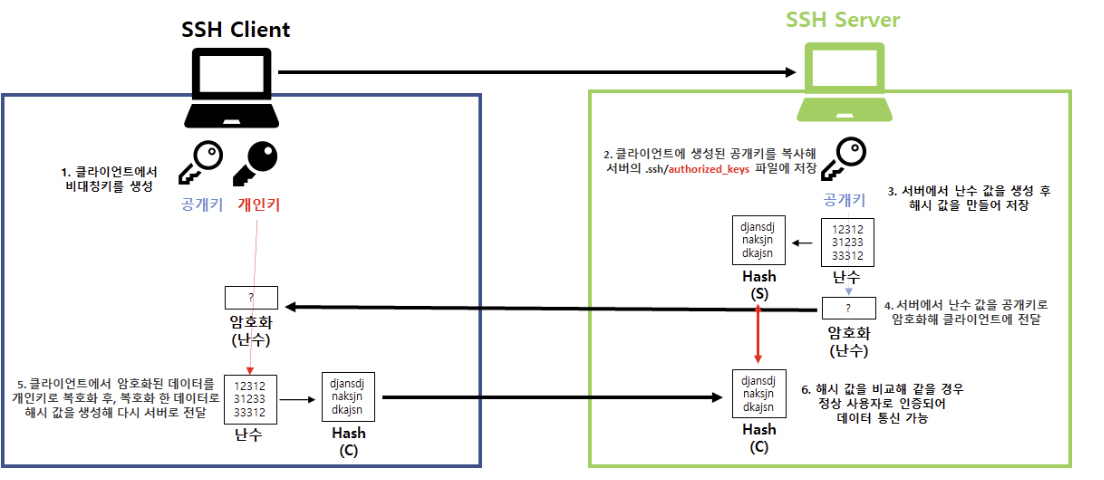 SSH Client
SSH Server
1. 클라이언트에서
비대칭키를 생성
공개키
개인키
2. 클라이언트에 생성된 공개키를 복사해
서버의 .ssh/authorized_keys 파일에 저장
공개키
3. 서버에서 난수 값을 생성 후
해시 값을 만들어 저장
djansdj
naksjn
dkajsn
Hash
(S)
12312
31233
33312
난수
?
암호화
(난수)
?
암호화
(난수)
4. 서버에서 난수 값을 공개키로
암호화해 클라이언트에 전달
5. 클라이언트에서 암호화된 데이터를
개인키로 복호화 후, 복호화 한 데이터로
해시 값을 생성해 다시 서버로 전달
12312
31233
33312
난수
djansdj
naksjn
dkajsn
Hash
(C)
djansdj
naksjn
dkajsn
Hash
(C)
6. 해시 값을 비교해 같을 경우
정상 사용자로 인증되어
데이터 통신 가능